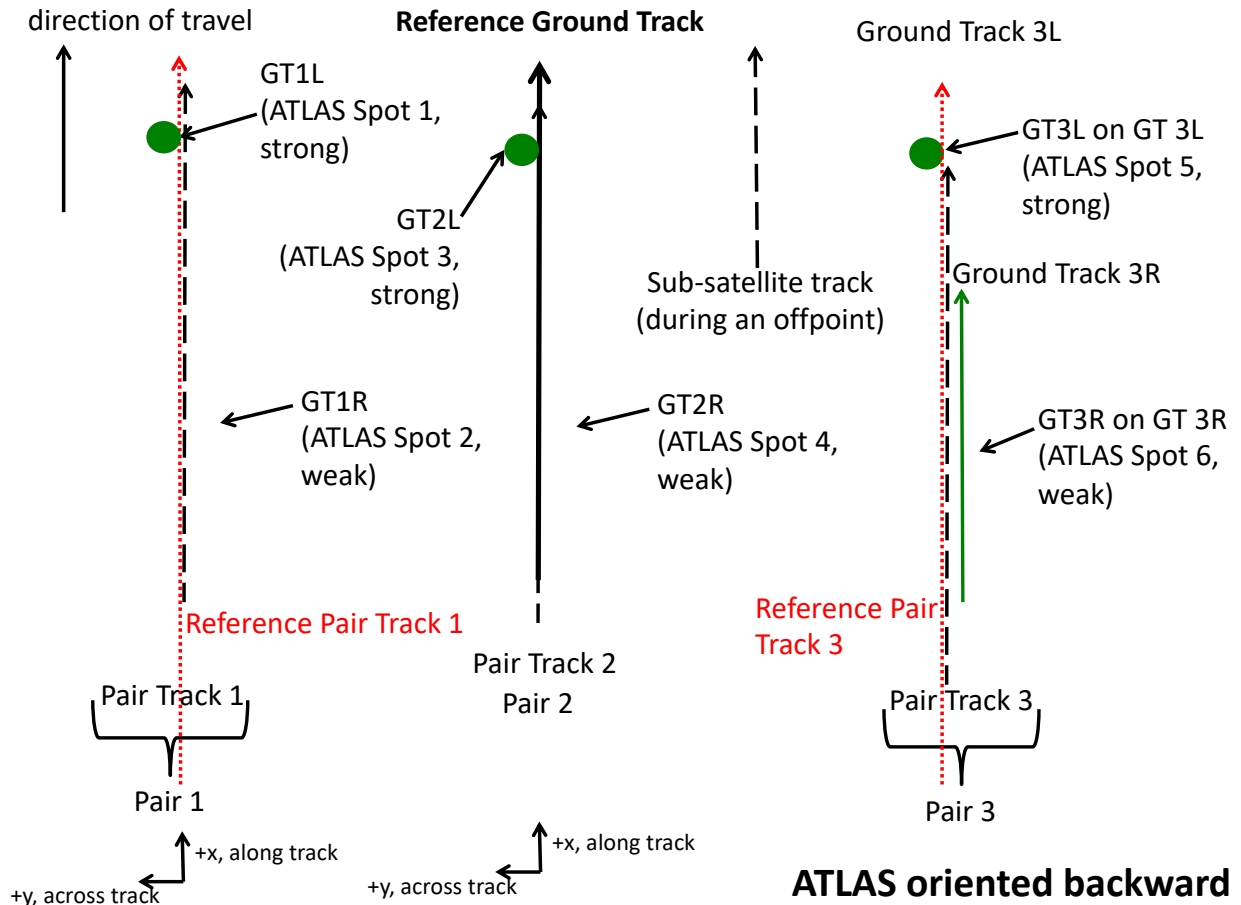 direction of travel
Reference Ground Track
Ground Track 3L
GT1L
(ATLAS Spot 1,
strong)
GT2L
(ATLAS Spot 3,
strong)
GT3L on GT 3L
(ATLAS Spot 5,
strong)
Sub-satellite track
(during an offpoint)
Ground Track 3R
GT1R
(ATLAS Spot 2,
weak)
GT2R
(ATLAS Spot 4,
weak)
GT3R on GT 3R
(ATLAS Spot 6,
weak)
Reference Pair Track 1
Reference Pair
Track 3
Pair Track 1
Pair 1
Pair Track 2
Pair 2
Pair Track 3
Pair 3
+x, along track
+y, across track
+x, along track
+y, across track
ATLAS oriented backward